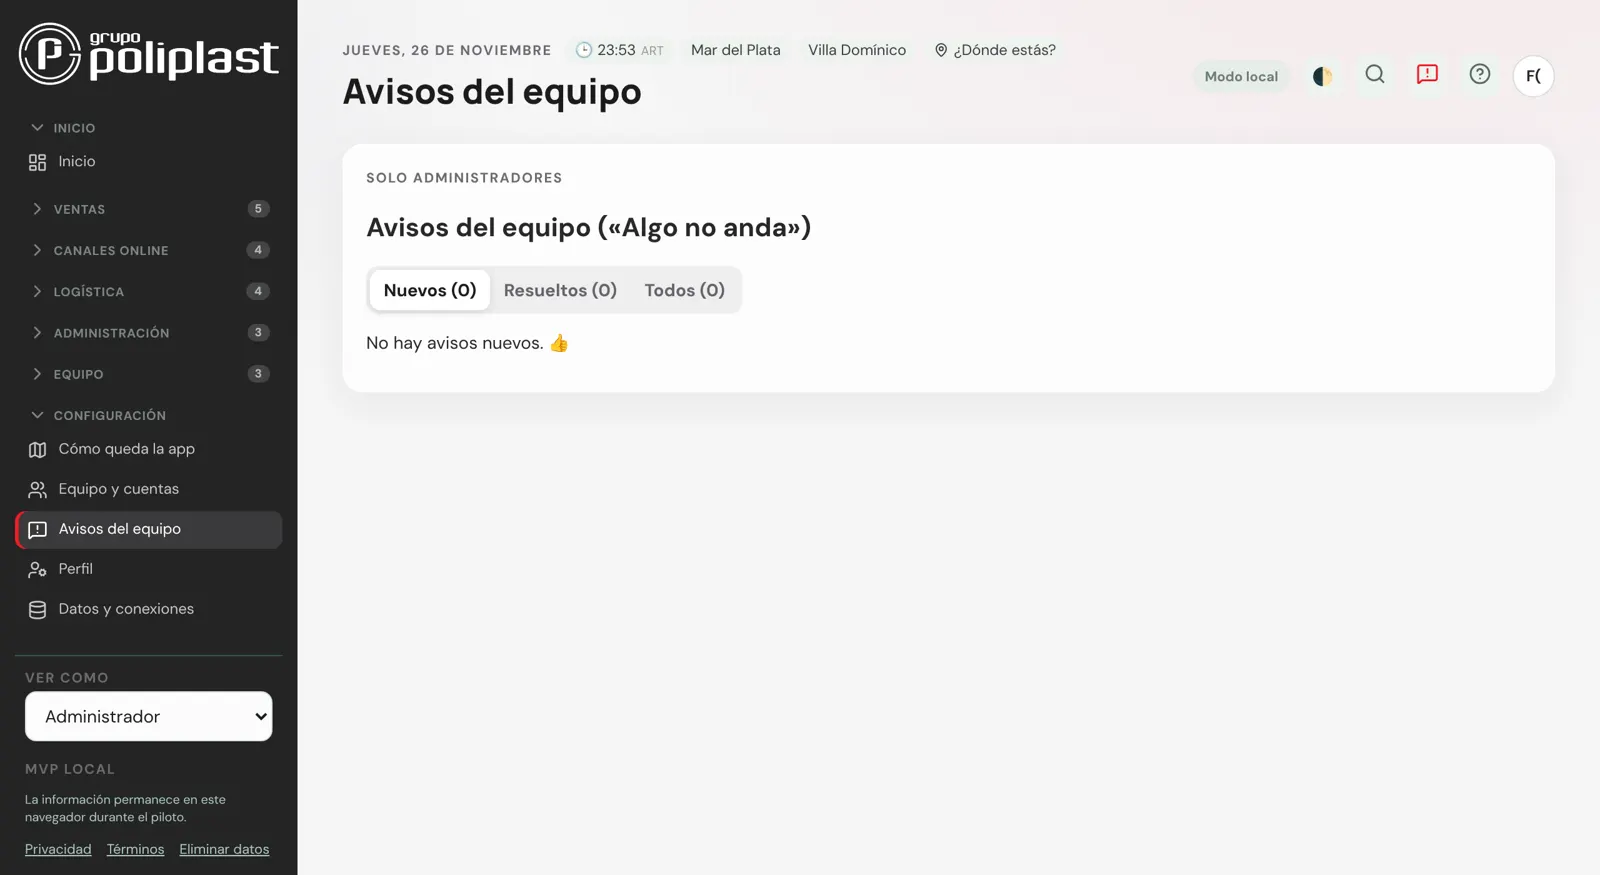 grupo
poliplast
INICIO
Inicio
VENTAS 5
CANALES ONLINE 4
LOGÍSTICA 4
ADMINISTRACIÓN 3
EQUIPO 3
CONFIGURACIÓN
Cómo queda la app
Equipo y cuentas
Avisos del equipo
Perfil
Datos y conexiones
VER COMO
Administrador
MVP LOCAL
La información permanece en este
navegador durante el piloto.
Privacidad Términos Eliminar datos
JUEVES, 26 DE NOVIEMBRE 23:53 ART Mar del Plata Villa Domínico ¿Dónde estás?
Avisos del equipo
Modo local F(
SOLO ADMINISTRADORES
Avisos del equipo («Algo no anda»)
Nuevos (0) Resueltos (0) Todos (0)
No hay avisos nuevos. 👍